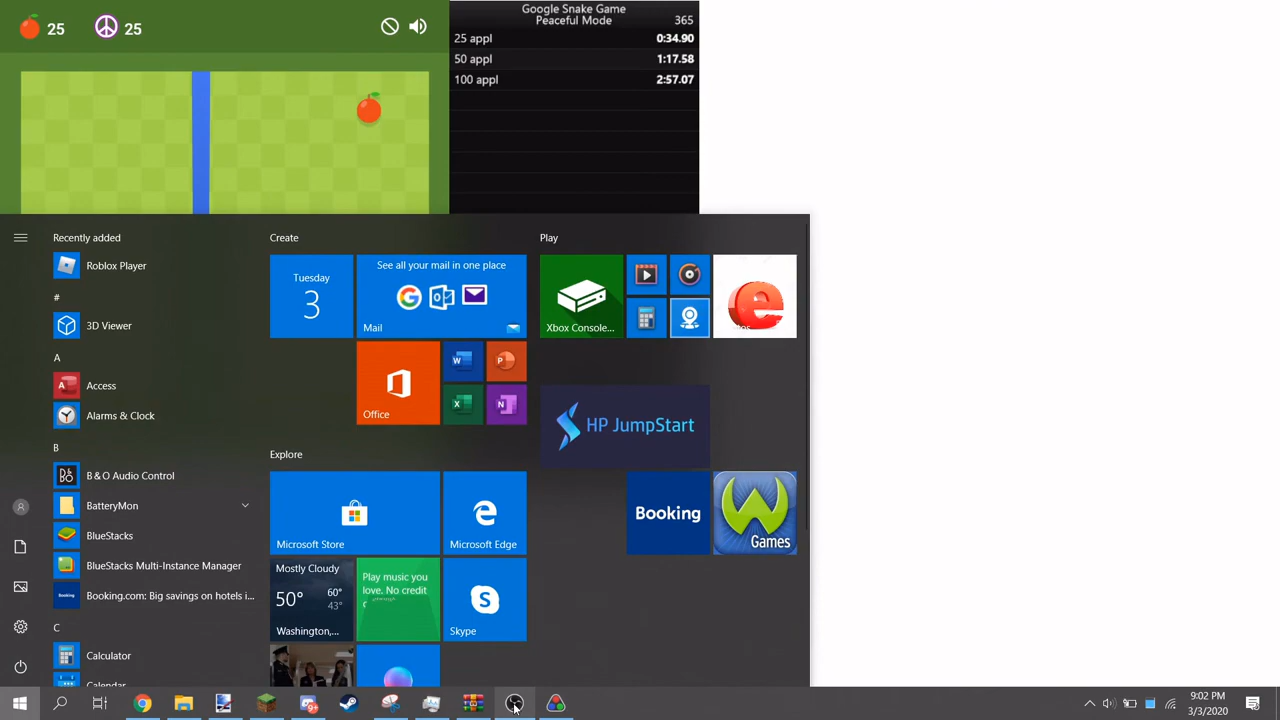 25
25
Google Snake Game
Peaceful Mode
365
25 appl
0:34.90
50 appl
1:17.58
100 appl
2:57.07
Recently added
Roblox Player
#
3D Viewer
A
Access
Alarms & Clock
B
B&O Audio Control
BatteryMon
BlueStacks
BlueStacks Multi-Instance Manager
Booking.com: Big savings on hotels i...
C
Calculator
Calendar
Create
Tuesday
3
See all your mail in one place
Mail
Office
Explore
Microsoft Store
Microsoft Edge
Mostly Cloudy
50°
60°
43°
Washington,...
Play music you
love. No credit
Skype
Play
Xbox Console...
HP JumpStart
Booking
Games
9:02 PM
3/3/2020